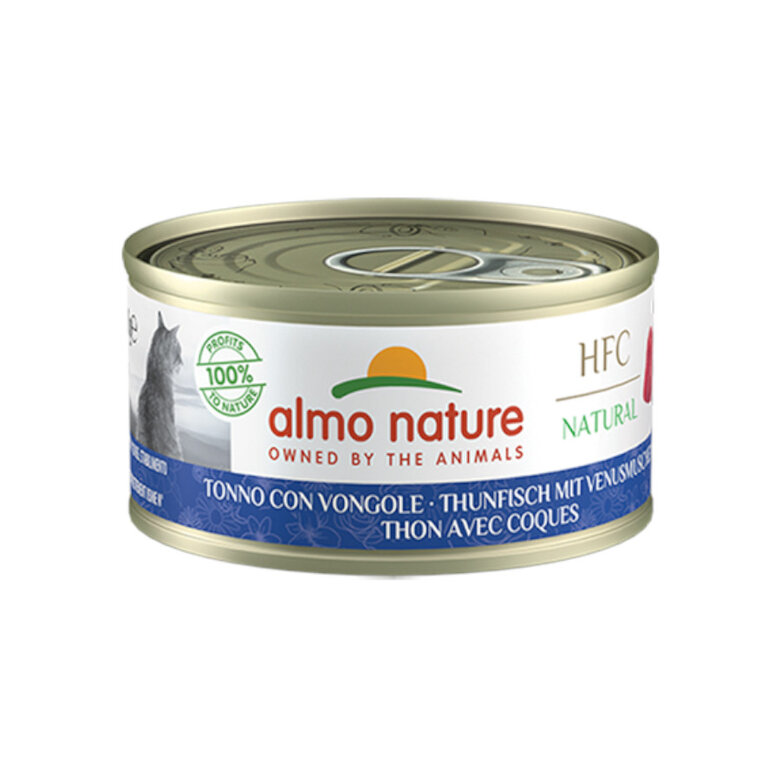 PROFITS
100%
TO NATURE
almo nature
OWNED BY THE ANIMALS
HFC
NATURAL
TONNO CON VONGOLE · THUNFISCH MIT VENUSMUSCHE
THON AVEC COQUES